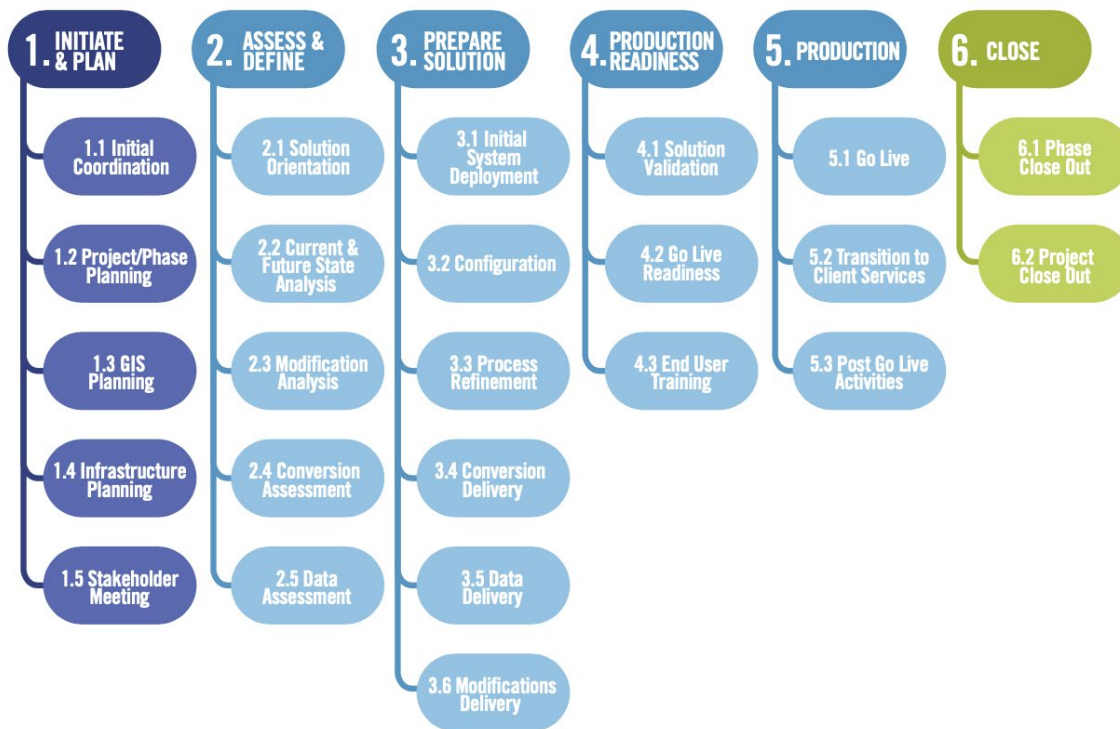 1. INITIATE
& PLAN
1.1 Initial
Coordination
1.2 Project/Phase
Planning
1.3 GIS
Planning
1.4 Infrastructure
Planning
1.5 Stakeholder
Meeting
2. ASSESS &
DEFINE
2.1 Solution
Orientation
2.2 Current &
Future State
Analysis
2.3 Modification
Analysis
2.4 Conversion
Assessment
2.5 Data
Assessment
3. PREPARE
SOLUTION
3.1 Initial
System
Deployment
3.2 Configuration
3.3 Process
Refinement
3.4 Conversion
Delivery
3.5 Data
Delivery
3.6 Modifications
Delivery
4. PRODUCTION
READINESS
4.1 Solution
Validation
4.2 Go Live
Readiness
4.3 End User
Training
5. PRODUCTION
5.1 Go Live
5.2 Transition to
Client Services
5.3 Post Go Live
Activities
6. CLOSE
6.1 Phase
Close Out
6.2 Project
Close Out